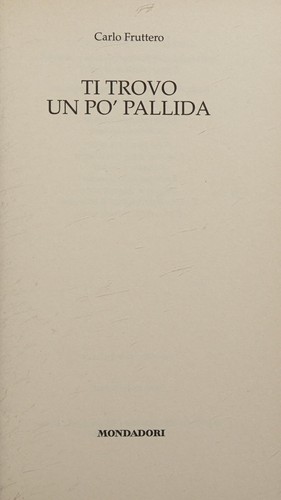 Carlo Fruttero
TI TROVO
UN PO' PALLIDA
MONDADORI